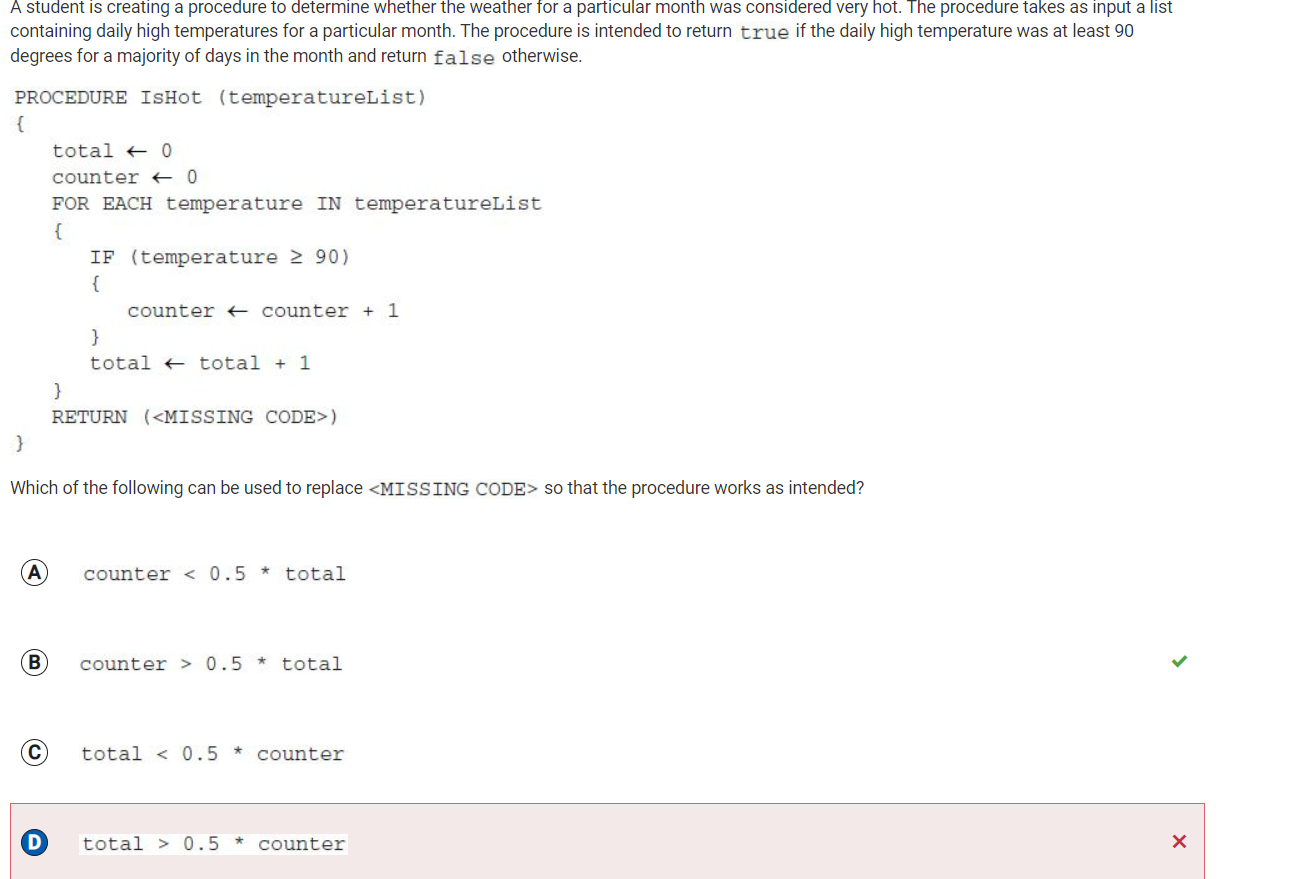 A student is creating a procedure to determine whether the weather for a particular month was considered very hot. The procedure takes as input a list
containing daily high temperatures for a particular month. The procedure is intended to return true if the daily high temperature was at least 90
degrees for a majority of days in the month and return false otherwise.
PROCEDURE IsHot (temperatureList)
{
total ← 0
counter ← 0
FOR EACH temperature IN temperatureList
{
IF (temperature ≥ 90)
{
counter ← counter + 1
}
total ← total + 1
}
RETURN (<MISSING CODE>)
}
Which of the following can be used to replace <MISSING CODE> so that the procedure works as intended?
A counter < 0.5 * total
B counter > 0.5 * total
C total < 0.5 * counter
D total > 0.5 * counter